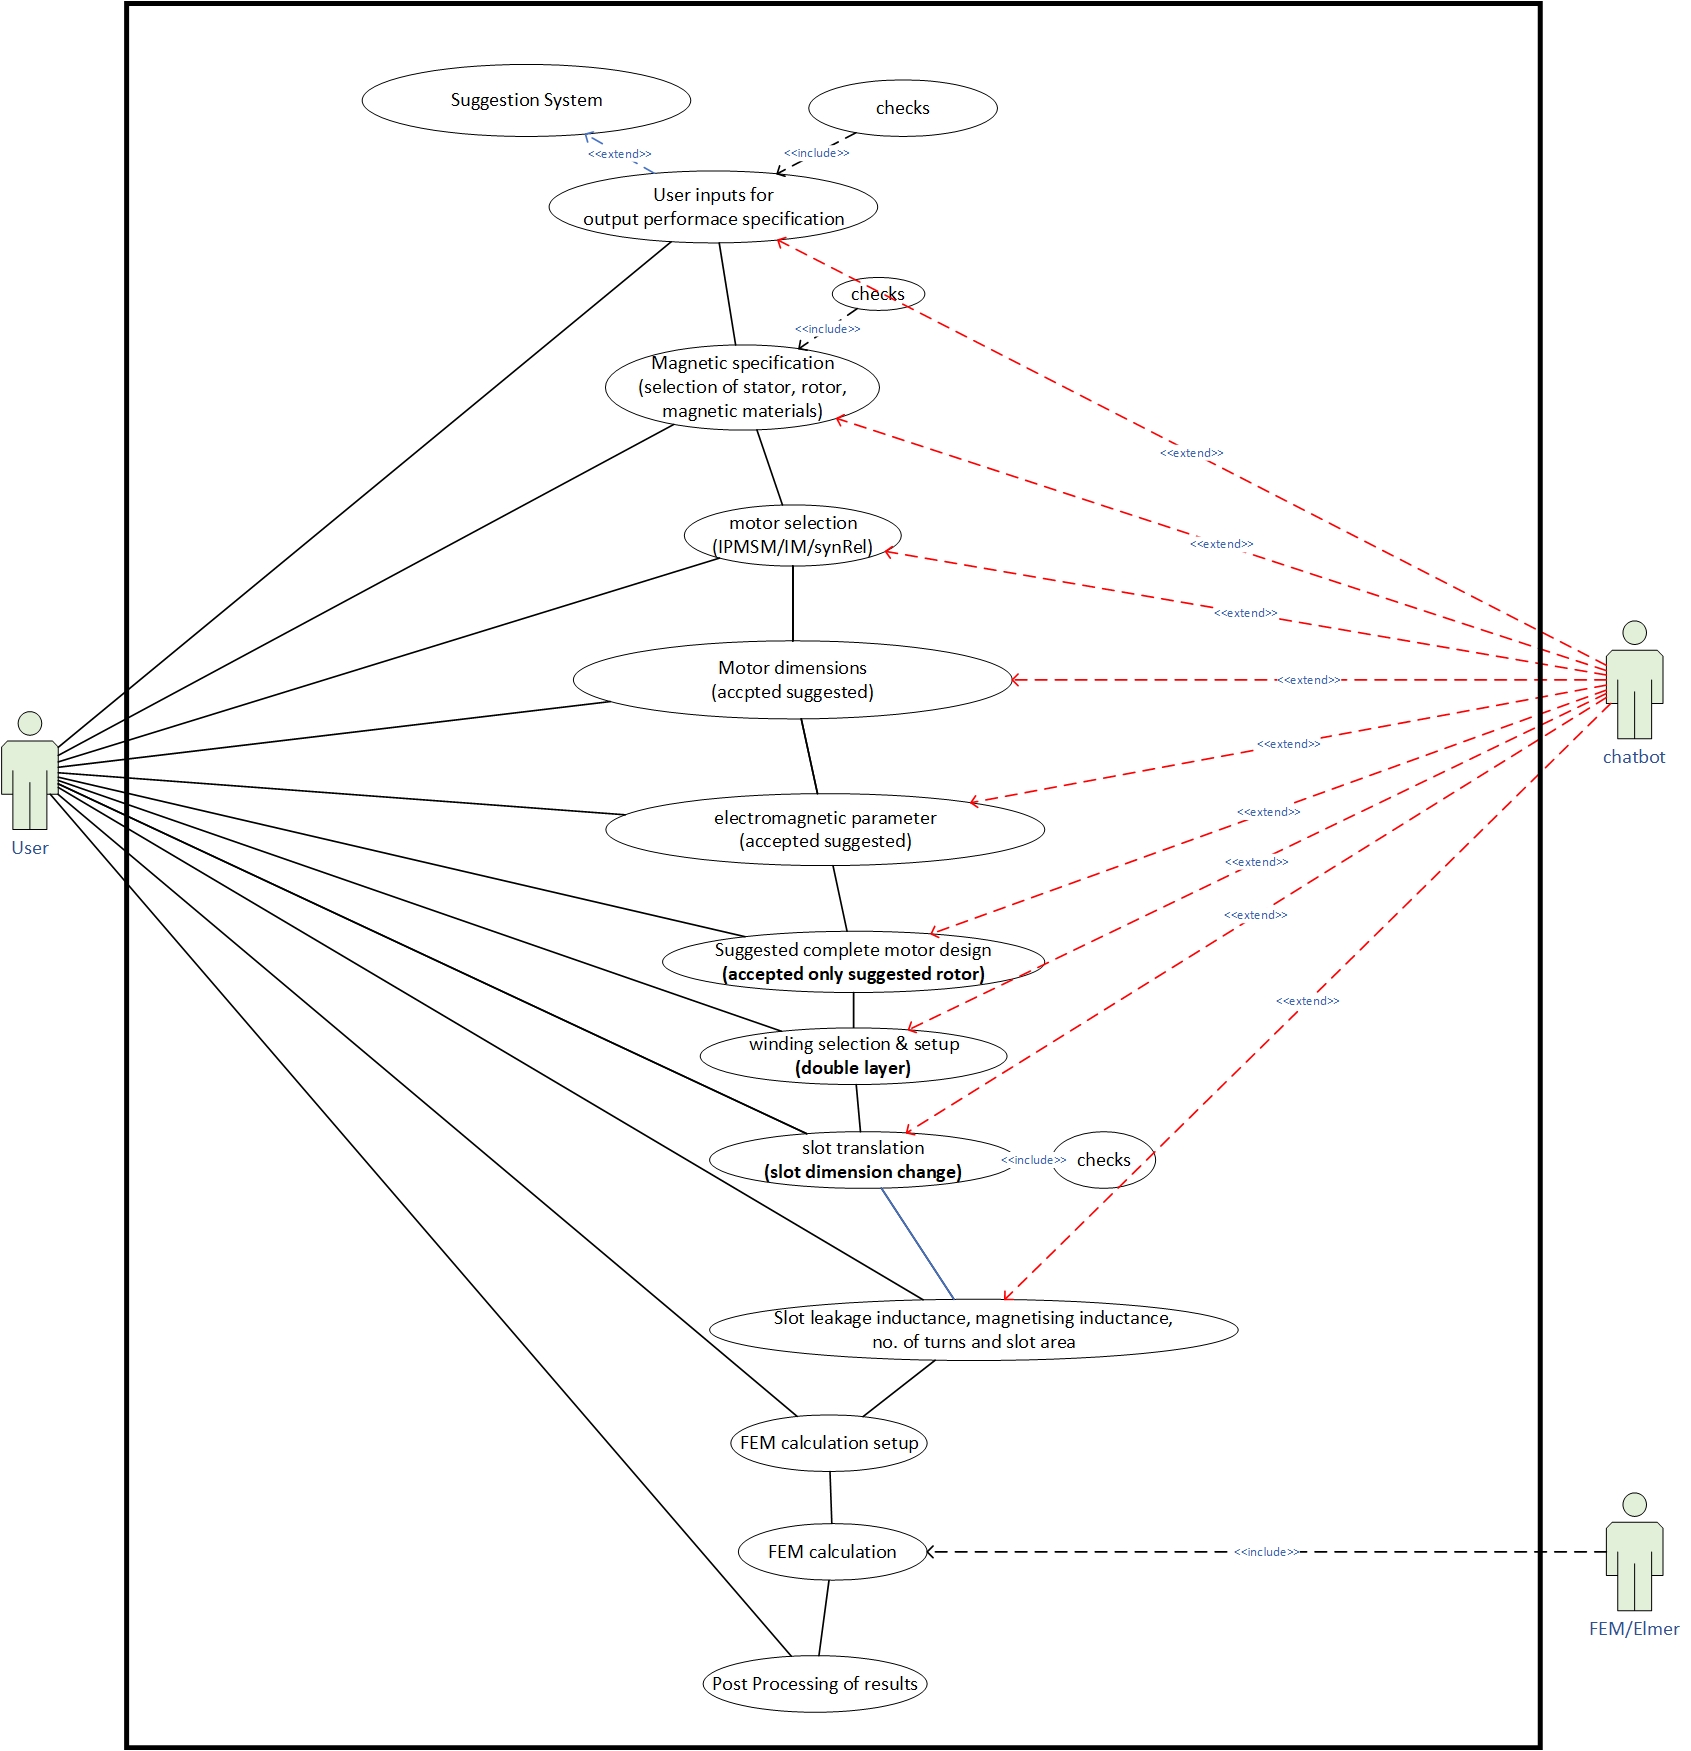 Suggestion System
checks
<<extend>>
<<include>>
User inputs for
output performace specification
checks
<<include>>
Magnetic specification
(selection of stator, rotor,
magnetic materials)
<<extend>>
motor selection
(IPMSM/IM/synRel)
<<extend>>
<<extend>>
Motor dimensions
(accpted suggested)
<<extend>>
chatbot
<<extend>>
electromagnetic parameter
(accepted suggested)
<<extend>>
User
<<extend>>
<<extend>>
Suggested complete motor design
(accepted only suggested rotor)
<<extend>>
winding selection & setup
(double layer)
slot translation
(slot dimension change)
<<include>>
checks
Slot leakage inductance, magnetising inductance,
no. of turns and slot area
FEM calculation setup
FEM calculation
<<include>>
FEM/Elmer
Post Processing of results